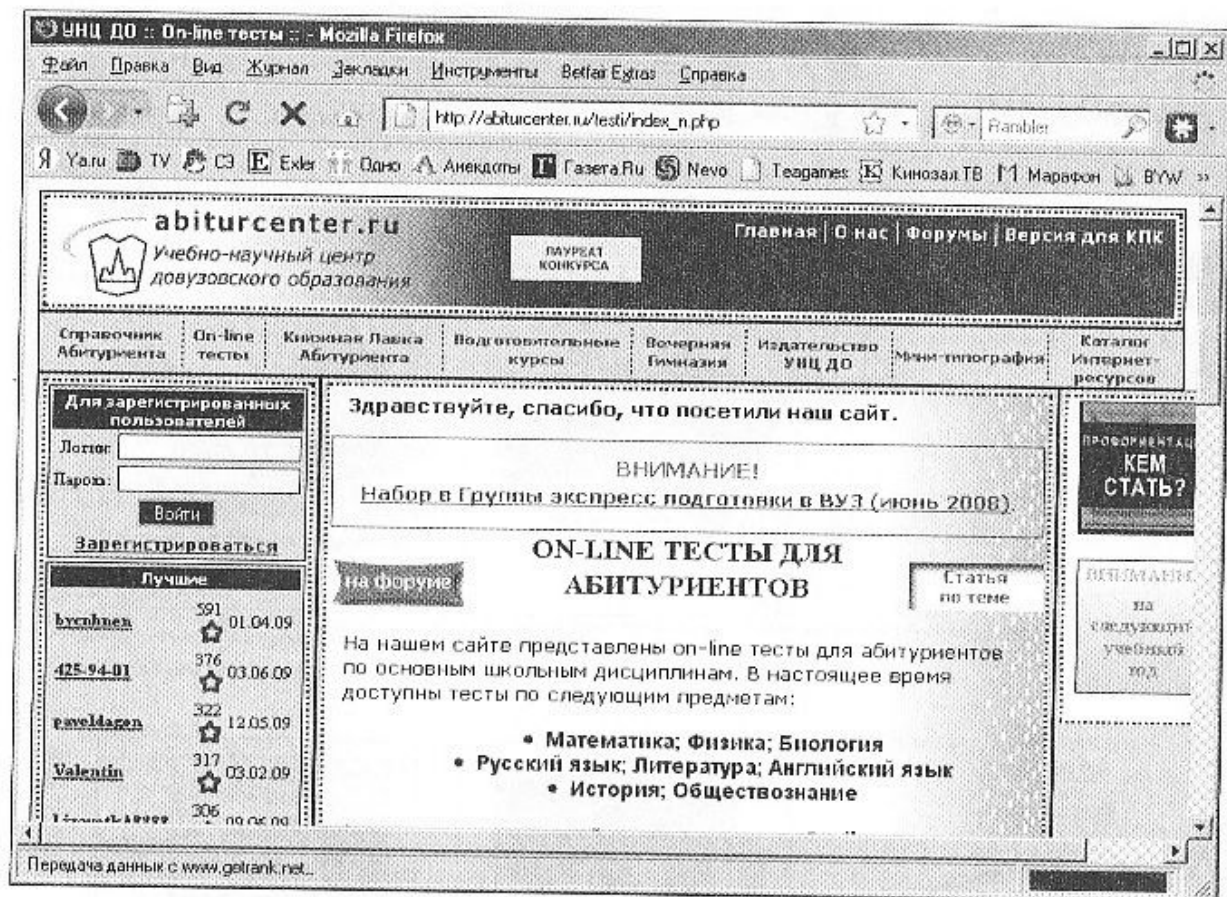 УНЦ ДО :: On-line тесты :: - Mozilla Firefox
Файл Правка Вид Журнал Закладки Инструменты Betfair Extras Справка
http://abiturcenter.ru/testi/index_n.php
Rambler
Ya.ru TV СЭ Exler Одно Анекдоты Газета.Ru Nevo Teagames Кинозал.ТВ Марафон BYW »
abiturcenter.ru
Учебно-научный центр
довузовского образования
ЛАУРЕАТ
КОНКУРСА
Главная | О нас | Форумы | Версия для КПК
Справочник Абитуриента
On-line тесты
Книжная Лавка Абитуриента
Подготовительные курсы
Вечерняя Гимназия
Издательство УНЦ ДО
Мини-типография
Каталог Интернет-ресурсов
Для зарегистрированных
пользователей
Логин:
Пароль:
Войти
Зарегистрироваться
Лучшие
bycnhnen 591 01.04.09
425-94-01 376 03.06.09
paveldagen 322 12.05.09
Valentin 317 03.02.09
306
Здравствуйте, спасибо, что посетили наш сайт.
ВНИМАНИЕ!
Набор в Группы экспресс подготовки в ВУЗ (июнь 2008)
на форуме
ON-LINE ТЕСТЫ ДЛЯ
АБИТУРИЕНТОВ
Статья
по теме
На нашем сайте представлены on-line тесты для абитуриентов
по основным школьным дисциплинам. В настоящее время
доступны тесты по следующим предметам:
• Математика; Физика; Биология
• Русский язык; Литература; Английский язык
• История; Обществознание
ПРОФОРИЕНТАЦ
КЕМ
СТАТЬ?
ВНИМАНИ
на
следующи
учебный
год
Передача данных с www.getrank.net...